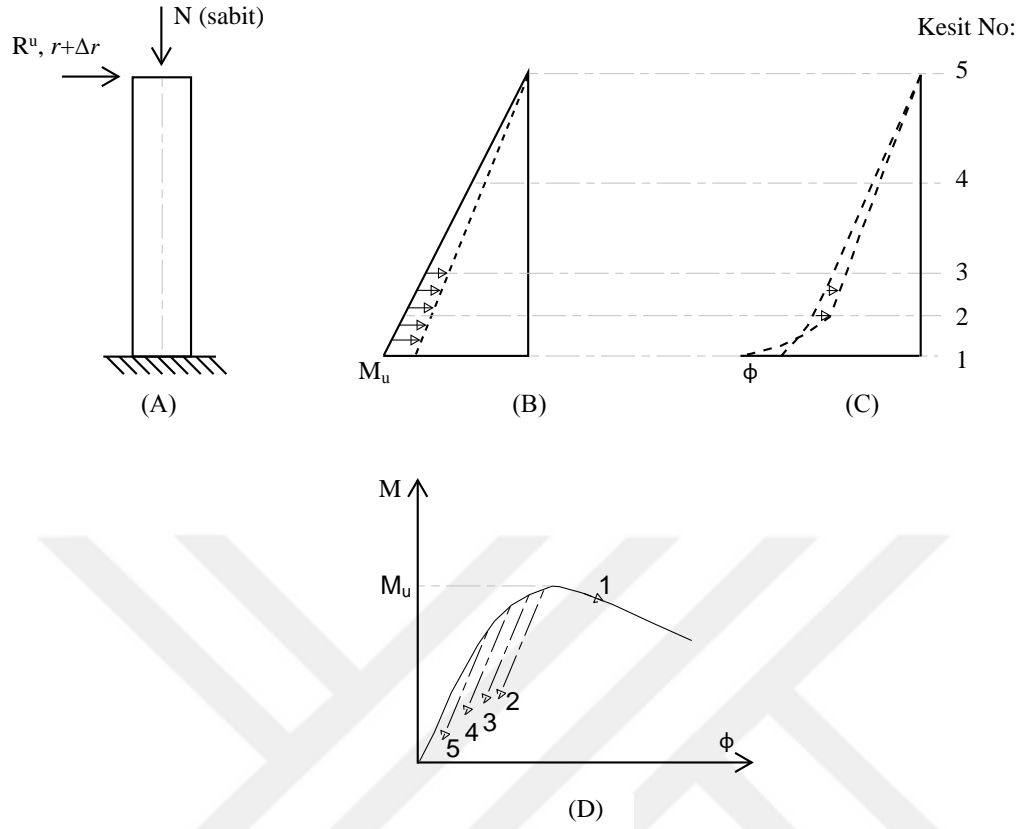 N (sabit)
Rᵘ, r+Δr
Kesit No:
5
4
3
2
1
Mᵤ
ϕ
(A)
(B)
(C)
M
Mᵤ
1
2
3
4
5
ϕ
(D)